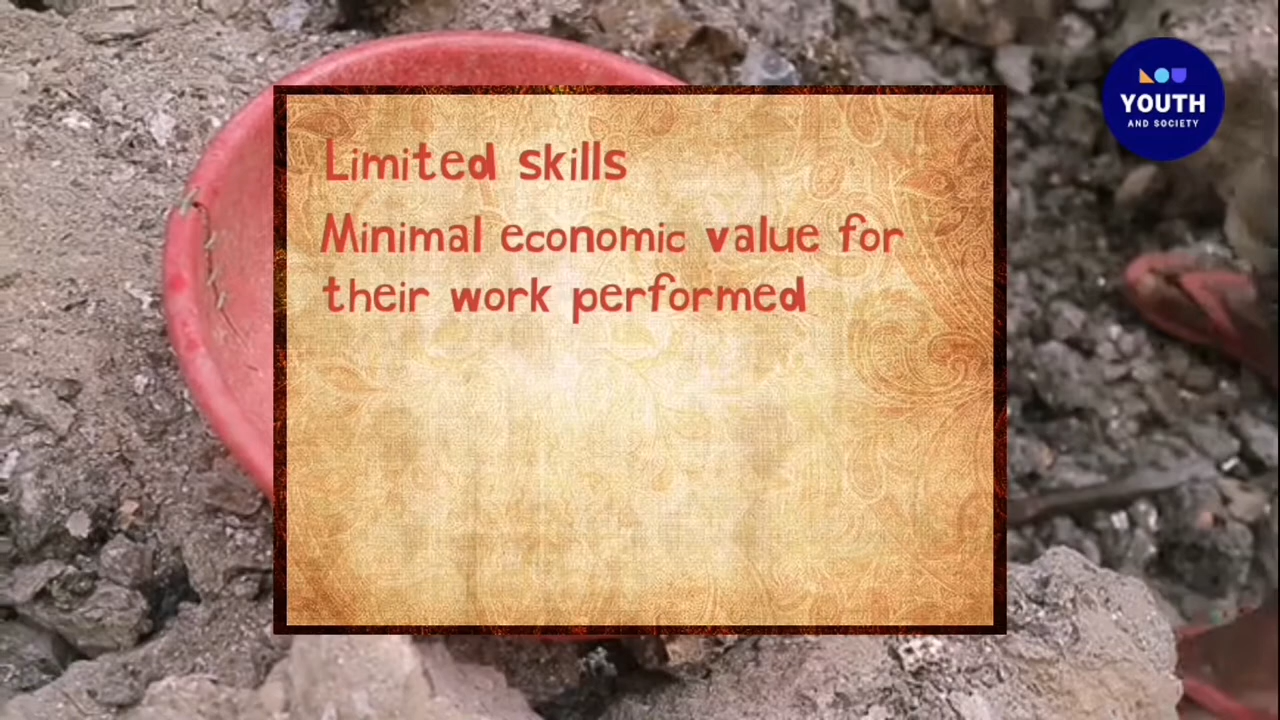 Limited skills
Minimal economic value for
their work performed
YOUTH
AND SOCIETY